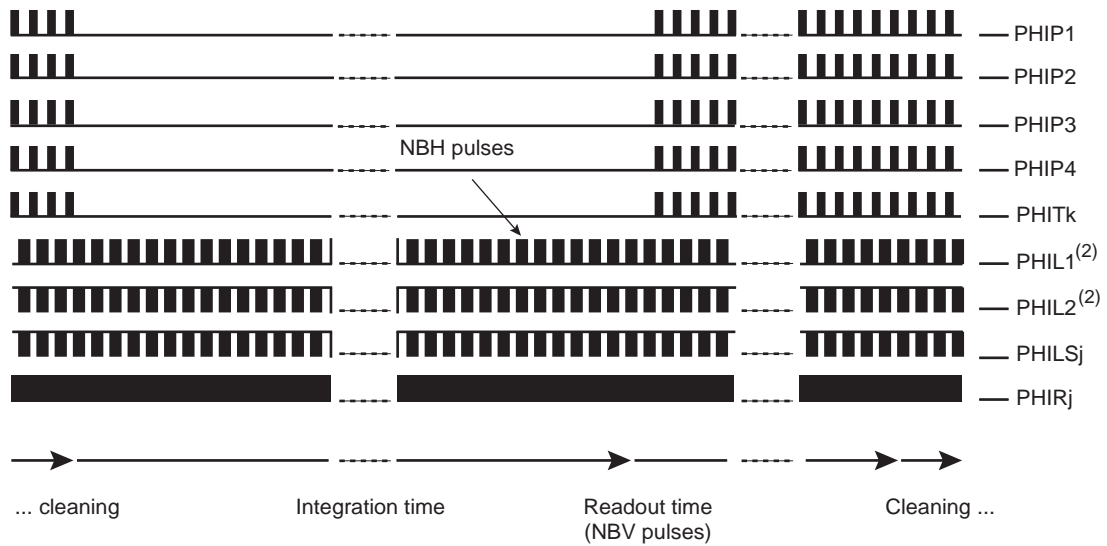 PHIP1
PHIP2
PHIP3
NBH pulses
PHIP4
PHITk
PHIL1(2)
PHIL2(2)
PHILSj
PHIRj
... cleaning
Integration time
Readout time
(NBV pulses)
Cleaning ...